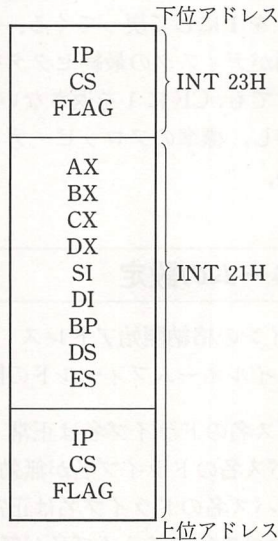 下位アドレス
IP
CS
FLAG
INT 23H
AX
BX
CX
DX
SI
DI
BP
DS
ES
INT 21H
IP
CS
FLAG
上位アドレス